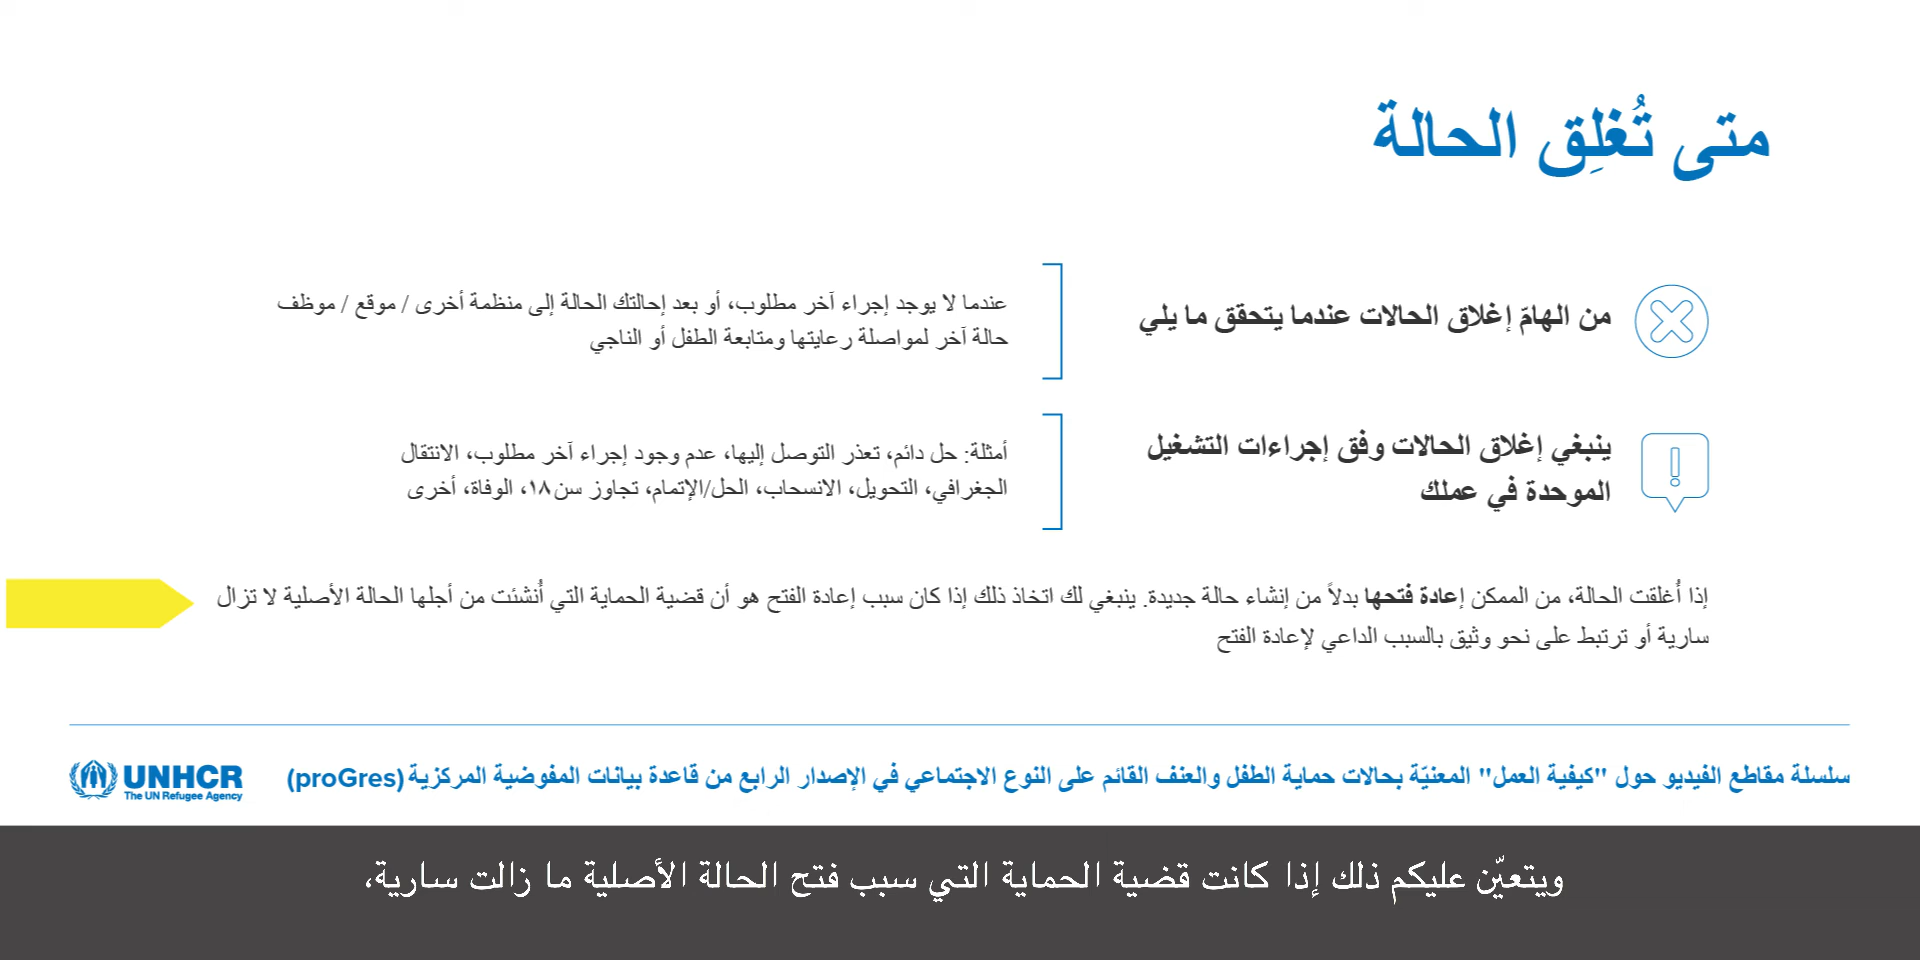 متى تُغلِق الحالة
من الهامّ إغلاق الحالات عندما يتحقق ما يلي
عندما لا يوجد إجراء آخر مطلوب، أو بعد إحالتك الحالة إلى منظمة أخرى / موقع / موظف
حالة آخر لمواصلة رعايتها ومتابعة الطفل أو الناجي
ينبغي إغلاق الحالات وفق إجراءات التشغيل
الموحدة في عملك
أمثلة: حل دائم، تعذر التوصل إليها، عدم وجود إجراء آخر مطلوب، الانتقال
الجغرافي، التحويل، الانسحاب، الحل/الإتمام، تجاوز سن١٨، الوفاة، أخرى
إذا أُغلقت الحالة، من الممكن إعادة فتحها بدلاً من إنشاء حالة جديدة. ينبغي لك اتخاذ ذلك إذا كان سبب إعادة الفتح هو أن قضية الحماية التي أُنشئت من أجلها الحالة الأصلية لا تزال
سارية أو ترتبط على نحو وثيق بالسبب الداعي لإعادة الفتح
سلسلة مقاطع الفيديو حول "كيفية العمل" المعنيّة بحالات حماية الطفل والعنف القائم على النوع الاجتماعي في الإصدار الرابع من قاعدة بيانات المفوضية المركزية (proGres)
UNHCR
The UN Refugee Agency
ويتعيّن عليكم ذلك إذا كانت قضية الحماية التي سبب فتح الحالة الأصلية ما زالت سارية،